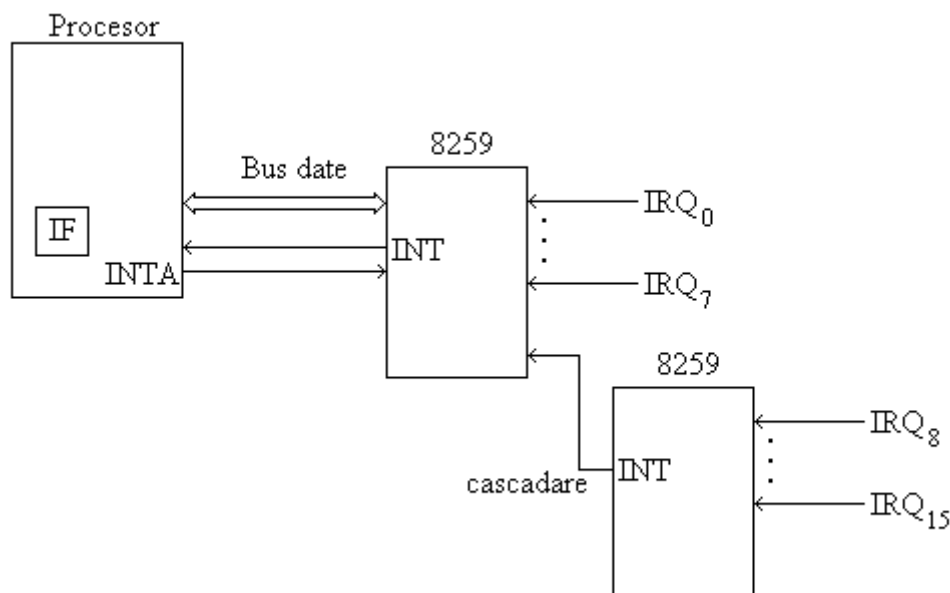 Procesor
8259
Bus date
IRQ0
IF
INT
INTA
IRQ7
8259
IRQ8
INT
cascadare
IRQ15